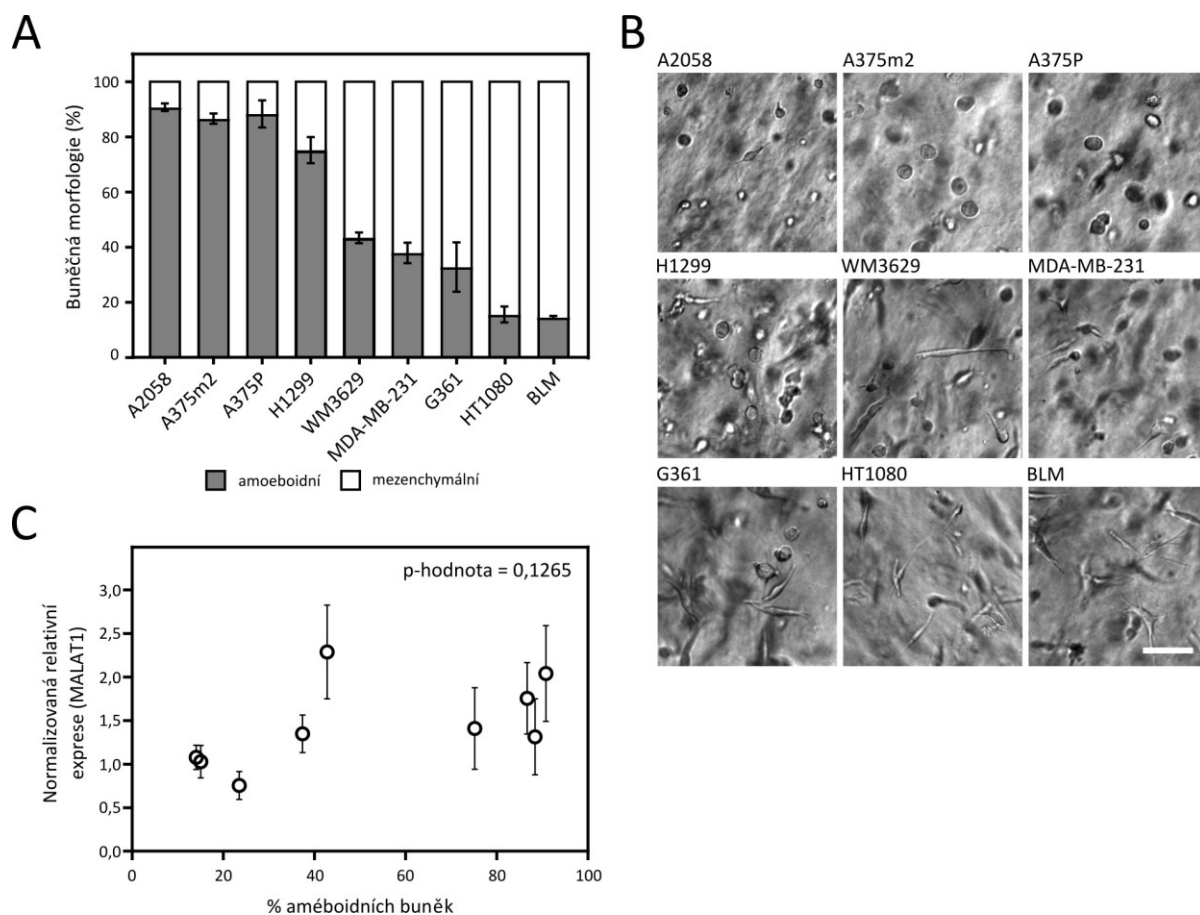 A
Buněčná morfologie (%)
100
80
60
40
20
0
A2058
A375m2
A375P
H1299
WM3629
MDA-MB-231
G361
HT1080
BLM
amoeboidní
mezenchymální
B
A2058
A375m2
A375P
H1299
WM3629
MDA-MB-231
G361
HT1080
BLM
C
Normalizovaná relativní
exprese (MALAT1)
3,0
2,5
2,0
1,5
1,0
0,5
0,0
p-hodnota = 0,1265
0 20 40 60 80 100
% améboidních buněk